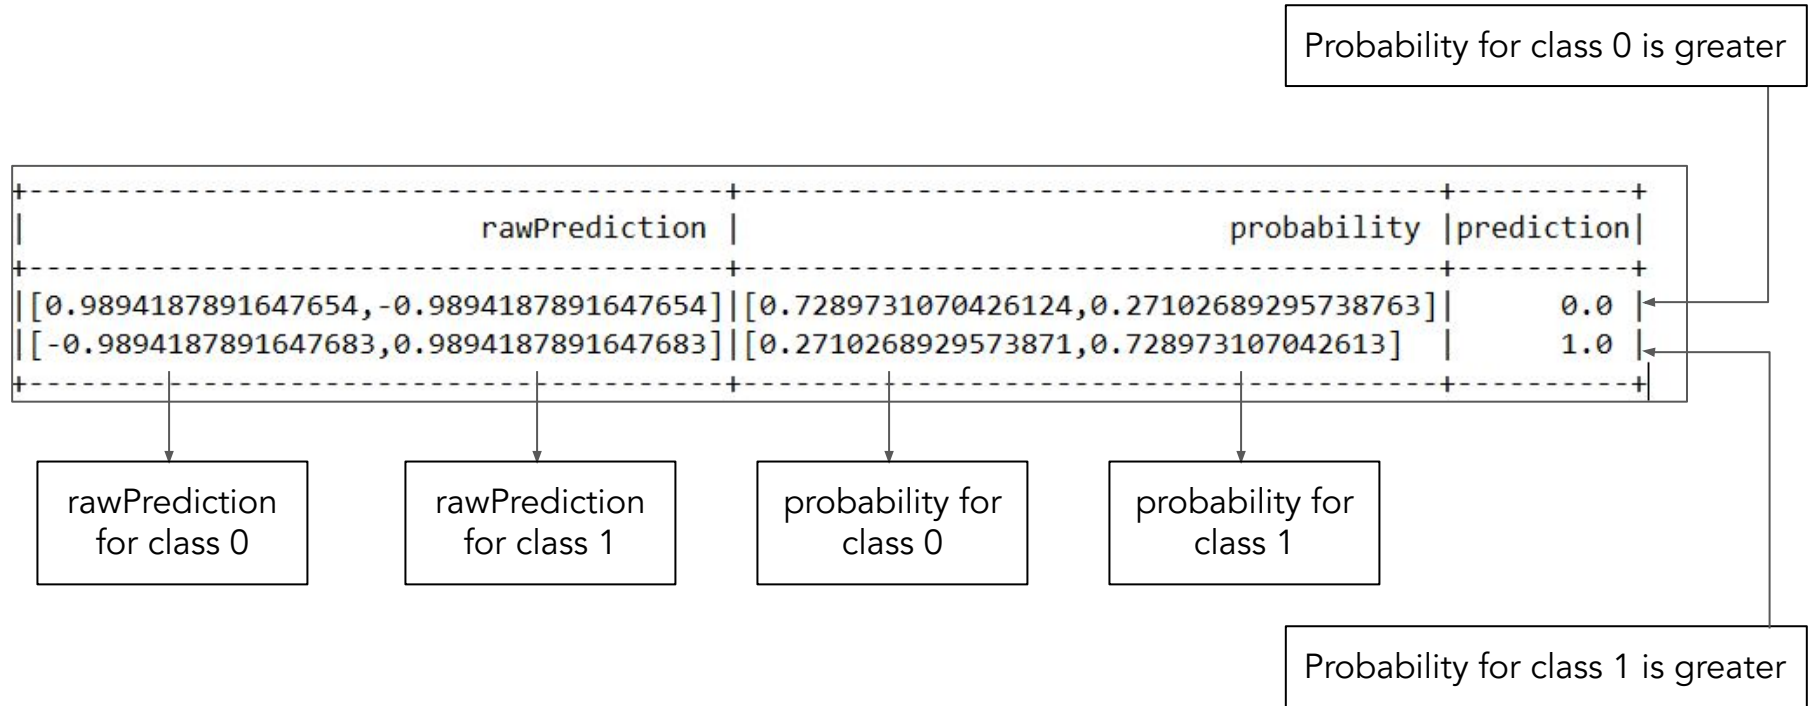 Probability for class 0 is greater
+---------------------------------------+---------------------------------------+----------+
| rawPrediction | probability |prediction|
+---------------------------------------+---------------------------------------+----------+
|[0.9894187891647654,-0.9894187891647654]|[0.7289731070426124,0.27102689295738763]| 0.0 |
|[-0.9894187891647683,0.9894187891647683]|[0.2710268929573871,0.728973107042613] | 1.0 |
+---------------------------------------+---------------------------------------+----------+
rawPrediction
for class 0
rawPrediction
for class 1
probability for
class 0
probability for
class 1
Probability for class 1 is greater